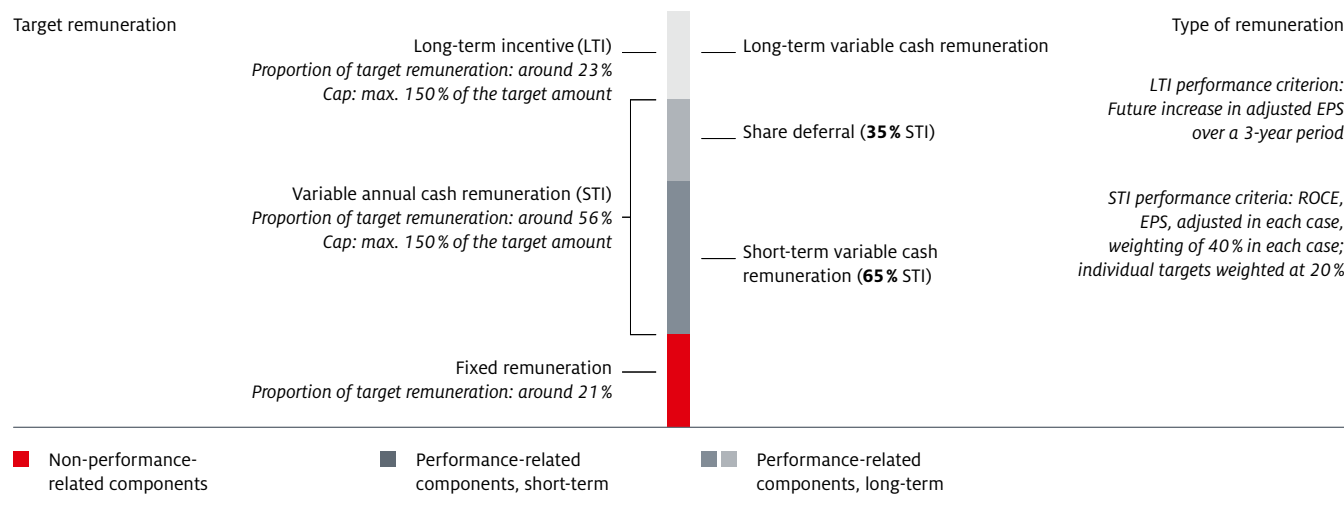 Target remuneration
Type of remuneration
Long-term incentive (LTI)
Proportion of target remuneration: around 23 %
Cap: max. 150 % of the target amount
Long-term variable cash remuneration
LTI performance criterion:
Future increase in adjusted EPS
over a 3-year period
Share deferral (35 % STI)
Variable annual cash remuneration (STI)
Proportion of target remuneration: around 56 %
Cap: max. 150 % of the target amount
Short-term variable cash
remuneration (65 % STI)
STI performance criteria: ROCE,
EPS, adjusted in each case,
weighting of 40 % in each case;
individual targets weighted at 20 %
Fixed remuneration
Proportion of target remuneration: around 21 %
Non-performance-
related components
Performance-related
components, short-term
Performance-related
components, long-term